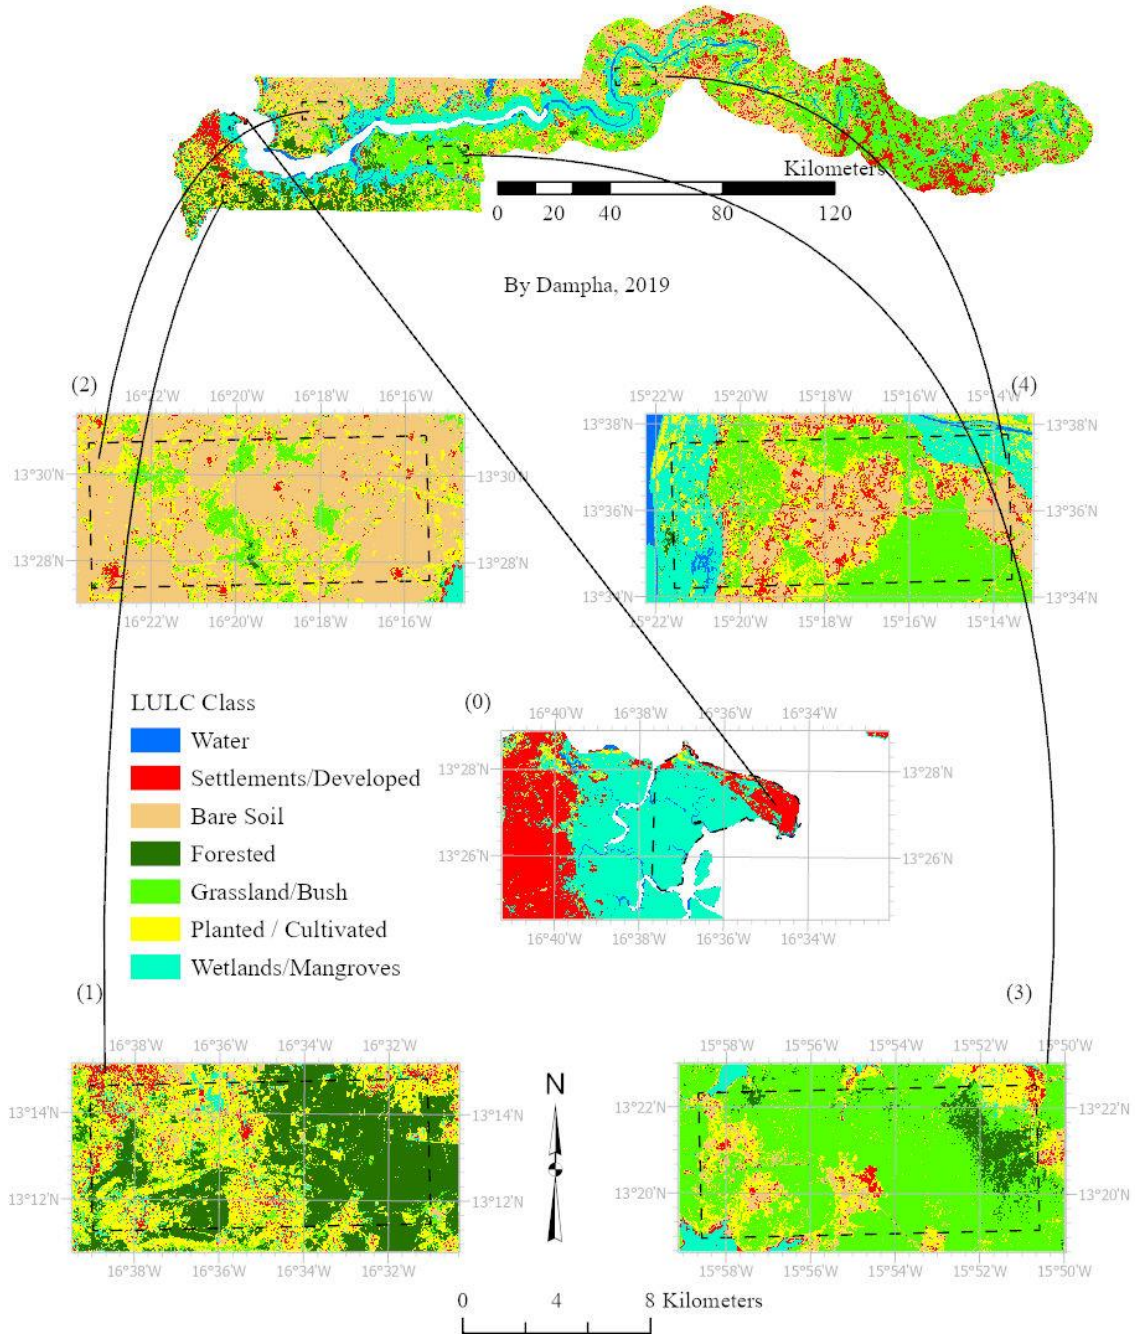 Kilometers
0 20 40 80 120
By Dampha, 2019
(2)
16°22'W 16°20'W 16°18'W 16°16'W
13°30'N 13°30'N
13°28'N 13°28'N
16°22'W 16°20'W 16°18'W 16°16'W
(4)
15°22'W 15°20'W 15°18'W 15°16'W 15°14'W
13°38'N 13°38'N
13°36'N 13°36'N
13°34'N 13°34'N
15°22'W 15°20'W 15°18'W 15°16'W 15°14'W
LULC Class
Water
Settlements/Developed
Bare Soil
Forested
Grassland/Bush
Planted / Cultivated
Wetlands/Mangroves
(0)
16°40'W 16°38'W 16°36'W 16°34'W
13°28'N 13°28'N
13°26'N 13°26'N
16°40'W 16°38'W 16°36'W 16°34'W
(1)
16°38'W 16°36'W 16°34'W 16°32'W
13°14'N 13°14'N
13°12'N 13°12'N
16°38'W 16°36'W 16°34'W 16°32'W
N
(3)
15°58'W 15°56'W 15°54'W 15°52'W 15°50'W
13°22'N 13°22'N
13°20'N 13°20'N
15°58'W 15°56'W 15°54'W 15°52'W 15°50'W
0 4 8 Kilometers